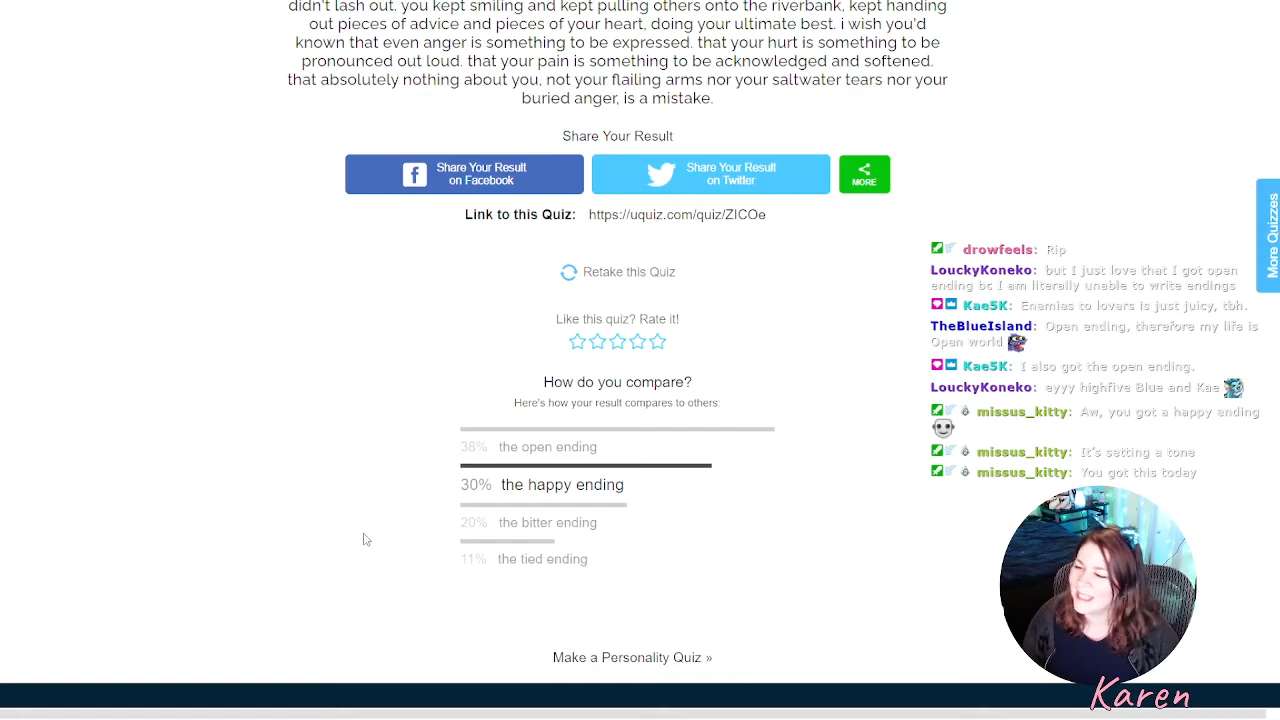 didn't lash out. you kept smiling and kept pulling others onto the riverbank, kept handing
out pieces of advice and pieces of your heart, doing your ultimate best. i wish you'd
known that even anger is something to be expressed. that your hurt is something to be
pronounced out loud. that your pain is something to be acknowledged and softened.
that absolutely nothing about you, not your flailing arms nor your saltwater tears nor your
buried anger, is a mistake.
Share Your Result
Share Your Result
on Facebook
Share Your Result
on Twitter
MORE
Link to this Quiz: https://uquiz.com/quiz/ZICOe
More Quizzes
Retake this Quiz
Like this quiz? Rate it!
How do you compare?
Here's how your result compares to others:
38% the open ending
30% the happy ending
20% the bitter ending
11% the tied ending
Make a Personality Quiz »
drowfeels: Rip
LouckyKoneko: but I just love that I got open
ending bc I am literally unable to write endings
Kae5K: Enemies to lovers is just juicy, tbh.
TheBlueIsland: Open ending, therefore my life is
Open world
Kae5K: I also got the open ending.
LouckyKoneko: eyyy highfive Blue and Kae
missus_kitty: Aw, you got a happy ending
missus_kitty: It's setting a tone
missus_kitty: You got this today
Karen